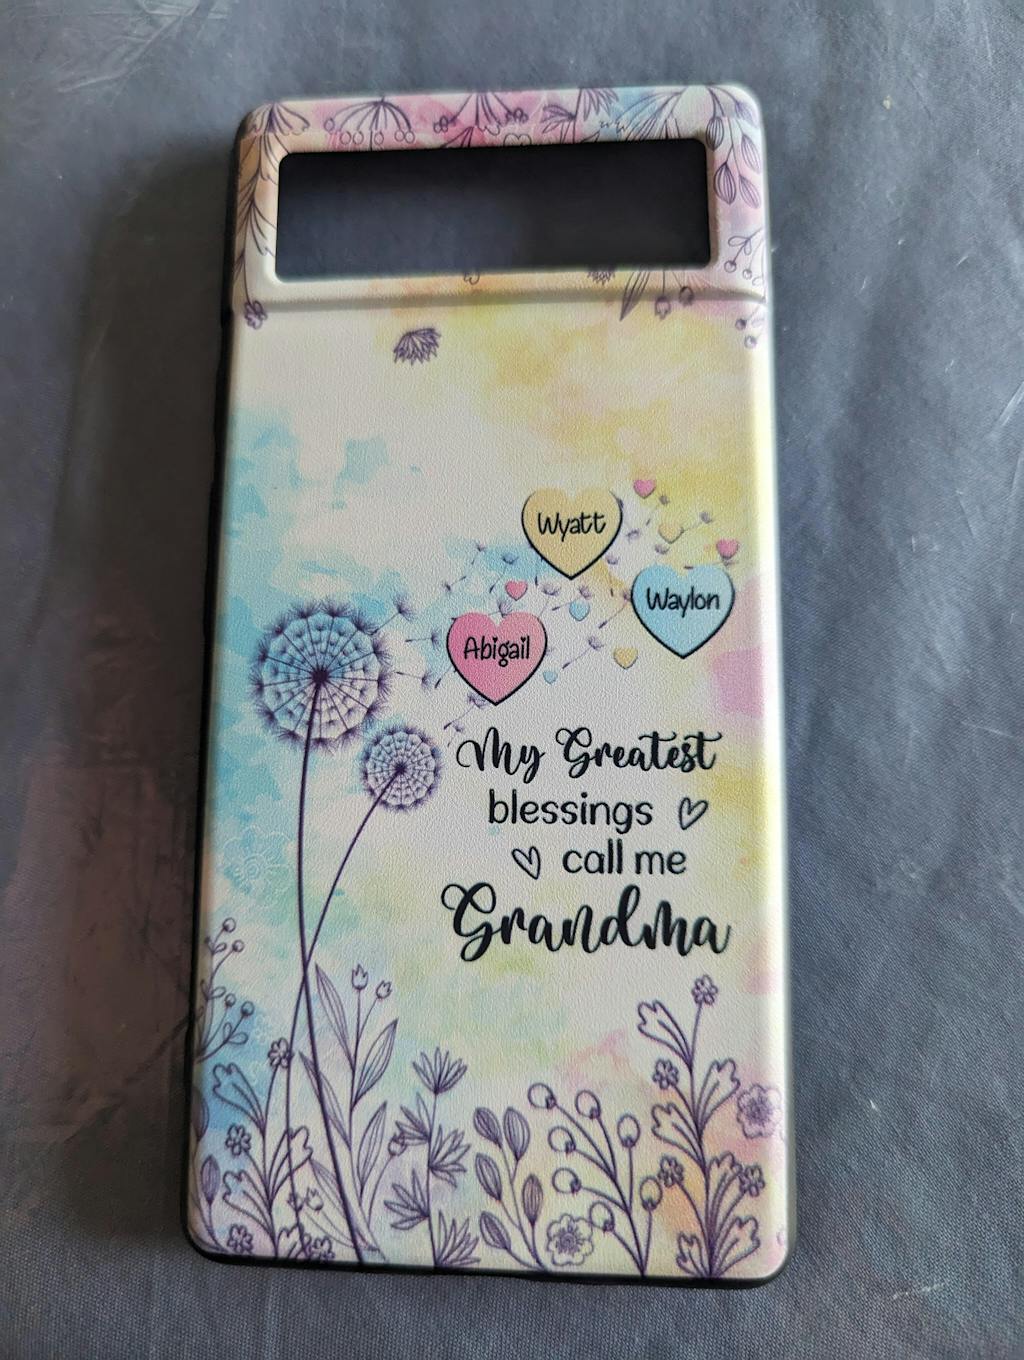 Wyatt
Waylon
Abigail
My Greatest
blessings
call me
Grandma